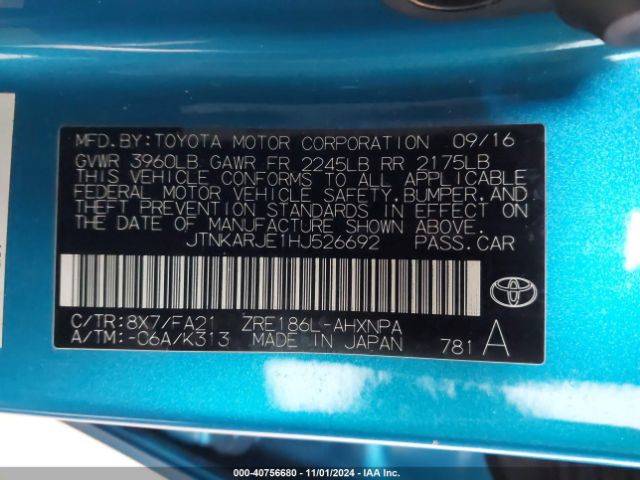 MFD. BY: TOYOTA MOTOR CORPORATION 09/16
GVWR 3960LB GAWR FR 2245LB RR 2175LB
THIS VEHICLE CONFORMS TO ALL APPLICABLE
FEDERAL MOTOR VEHICLE SAFETY, BUMPER, AND
THEFT PREVENTION STANDARDS IN EFFECT ON
THE DATE OF MANUFACTURE SHOWN ABOVE.
JTNKARJE1HJ526692 PASS.CAR
C/TR: 8X7/FA21 ZRE186L-AHXNPA
A/TM: -06A/K313 MADE IN JAPAN 781 A
000-40756680 - 11/01/2024 - IAA Inc.